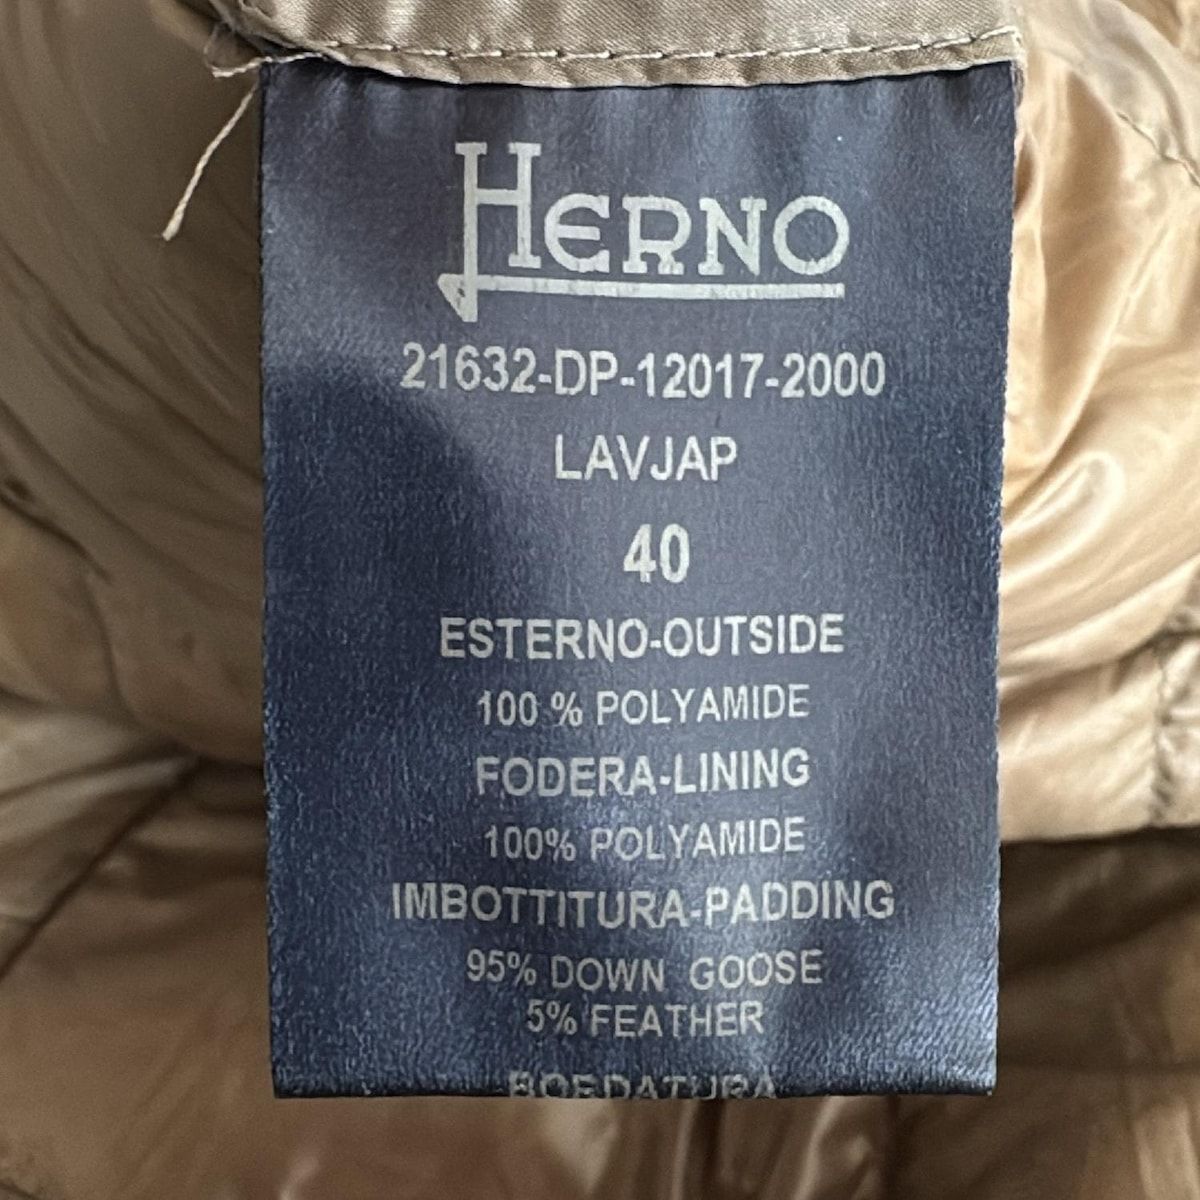 HERNO
21632-DP-12017-2000
LAVJAP
40
ESTERNO-OUTSIDE
100 % POLYAMIDE
FODERA-LINING
100% POLYAMIDE
IMBOTTITURA-PADDING
95% DOWN GOOSE
5% FEATHER
BORDATURA